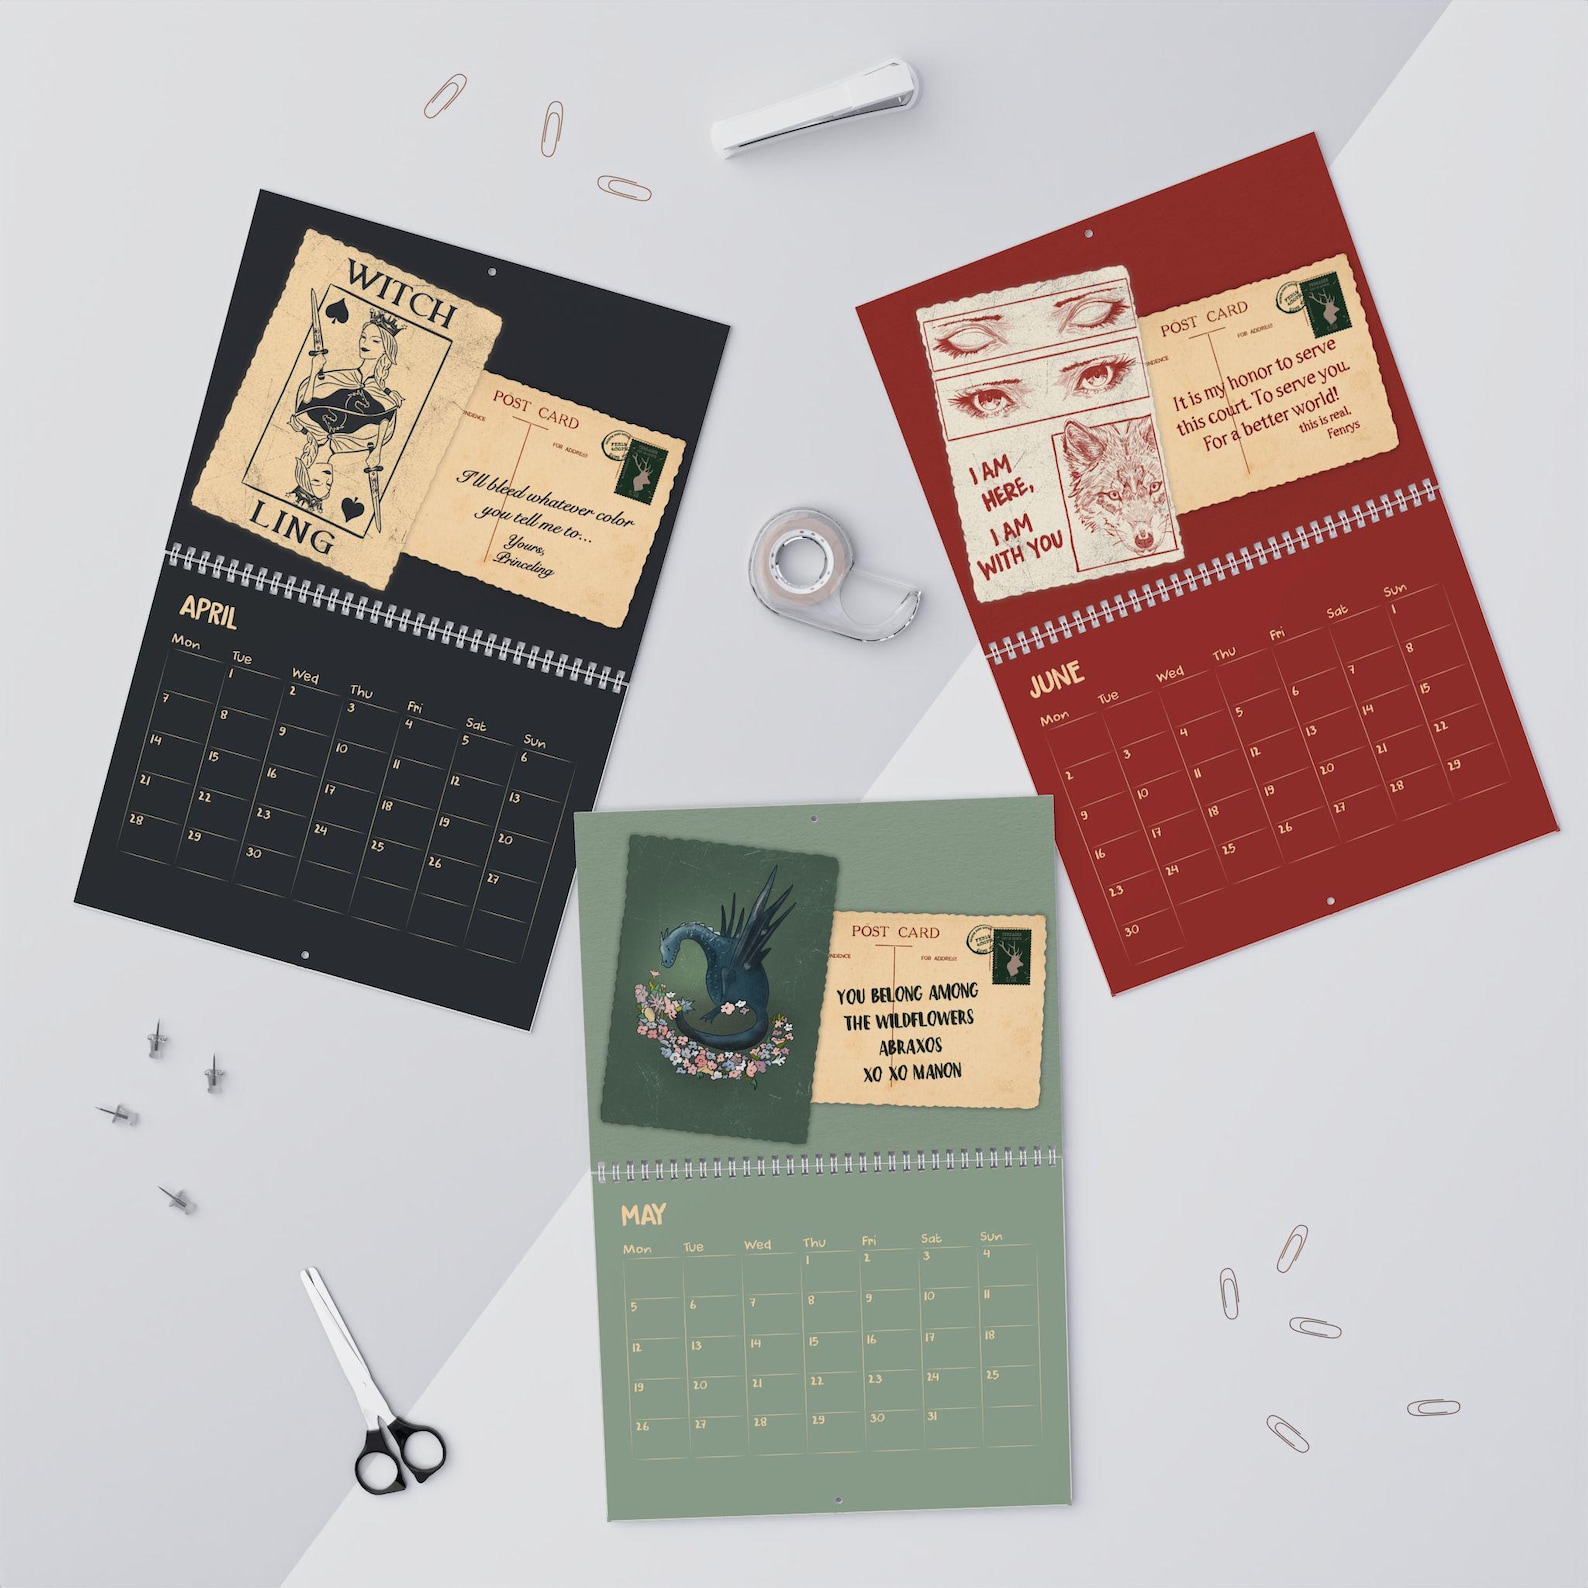 WITCH
LING
POST CARD
FOR ADDRESS
I'll bleed whatever color
you tell me to...
Yours,
Princeling
APRIL
Mon Tue Wed Thu Fri Sat Sun
1 2 3 4 5 6
7 8 9 10 11 12 13
14 15 16 17 18 19 20
21 22 23 24 25 26 27
28 29 30
I AM
HERE,
I AM
WITH YOU
POST CARD
FOR ADDRESS
It is my honor to serve
this court. To serve you.
For a better world!
this is real,
Fenrys
JUNE
Mon Tue Wed Thu Fri Sat Sun
1
2 3 4 5 6 7 8
9 10 11 12 13 14 15
16 17 18 19 20 21 22
23 24 25 26 27 28 29
30
POST CARD
FOR ADDRESS
YOU BELONG AMONG
THE WILDFLOWERS
ABRAXOS
XO XO MANON
MAY
Mon Tue Wed Thu Fri Sat Sun
1 2 3 4
5 6 7 8 9 10 11
12 13 14 15 16 17 18
19 20 21 22 23 24 25
26 27 28 29 30 31